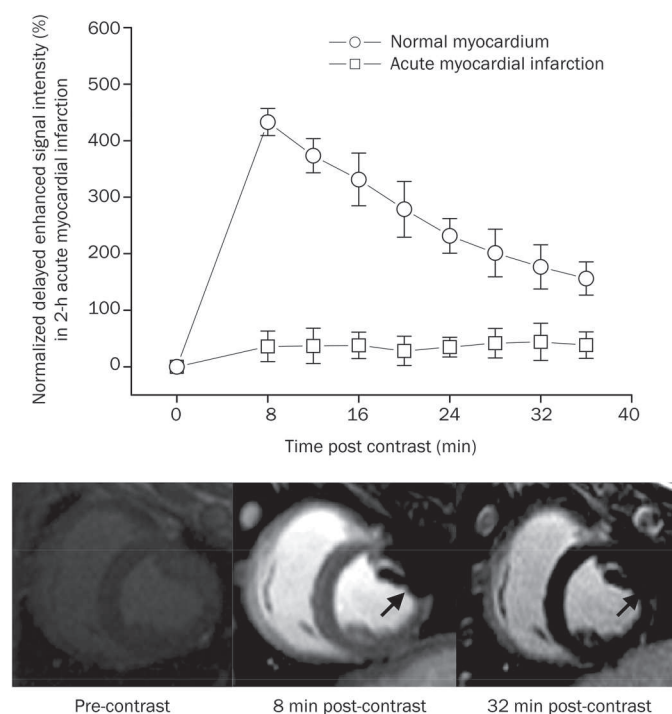 Normalized delayed enhanced signal intensity (%)
in 2-h acute myocardial infarction
600
500
400
300
200
100
0
Normal myocardium
Acute myocardial infarction
0 8 16 24 32 40
Time post contrast (min)
Pre-contrast 8 min post-contrast 32 min post-contrast